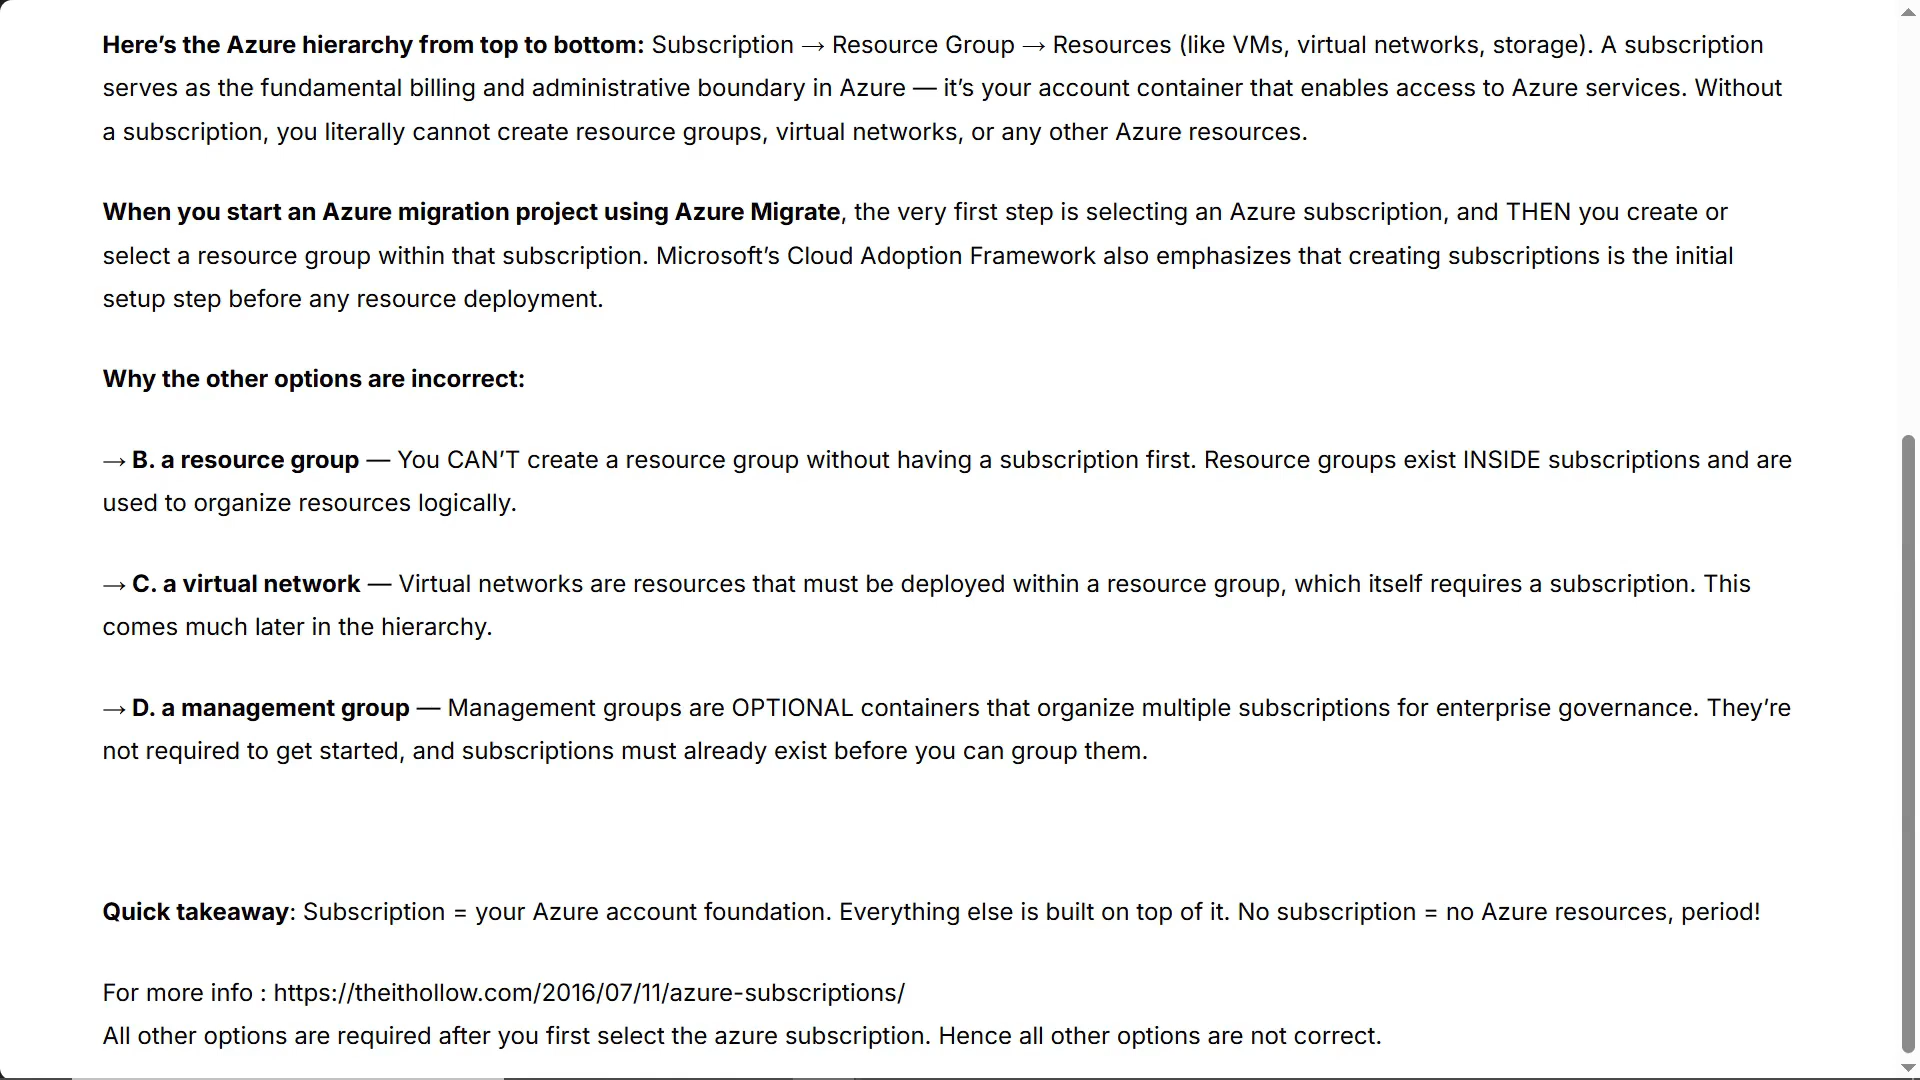 Here’s the Azure hierarchy from top to bottom: Subscription → Resource Group → Resources (like VMs, virtual networks, storage). A subscription
serves as the fundamental billing and administrative boundary in Azure — it’s your account container that enables access to Azure services. Without
a subscription, you literally cannot create resource groups, virtual networks, or any other Azure resources.
When you start an Azure migration project using Azure Migrate, the very first step is selecting an Azure subscription, and THEN you create or
select a resource group within that subscription. Microsoft’s Cloud Adoption Framework also emphasizes that creating subscriptions is the initial
setup step before any resource deployment.
Why the other options are incorrect:
→ B. a resource group — You CAN’T create a resource group without having a subscription first. Resource groups exist INSIDE subscriptions and are
used to organize resources logically.
→ C. a virtual network — Virtual networks are resources that must be deployed within a resource group, which itself requires a subscription. This
comes much later in the hierarchy.
→ D. a management group — Management groups are OPTIONAL containers that organize multiple subscriptions for enterprise governance. They’re
not required to get started, and subscriptions must already exist before you can group them.
Quick takeaway: Subscription = your Azure account foundation. Everything else is built on top of it. No subscription = no Azure resources, period!
For more info : https://theithollow.com/2016/07/11/azure-subscriptions/
All other options are required after you first select the azure subscription. Hence all other options are not correct.